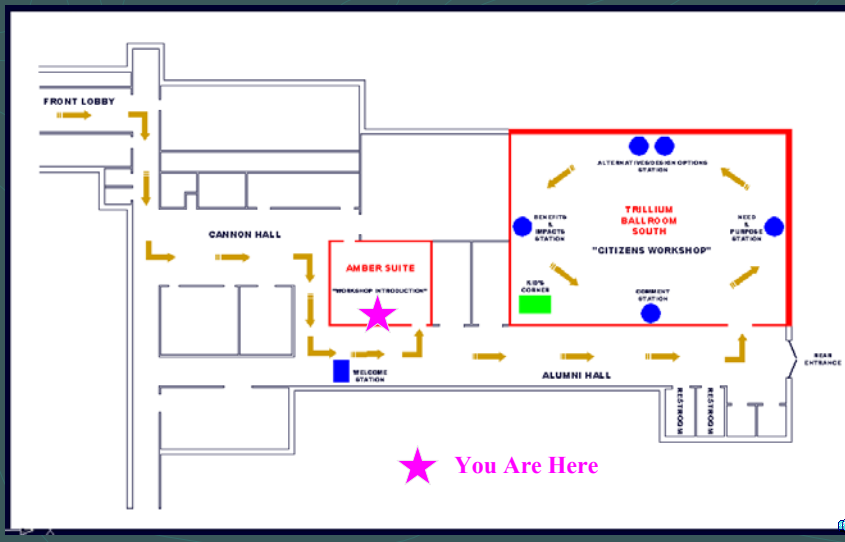 FRONT LOBBY
ALTERNATIVES/DESIGN OPTIONS
STATION
TRILLIUM
BALLROOM
SOUTH
"CITIZENS WORKSHOP"
BENEFITS
&
IMPACTS
STATION
NEED
&
PURPOSE
STATION
CANNON HALL
AMBER SUITE
"WORKSHOP INTRODUCTION"
KID'S
CORNER
COMMENT
STATION
WELCOME
STATION
ALUMNI HALL
REAR
ENTRANCE
RESTROOM
RESTROOM
You Are Here
X